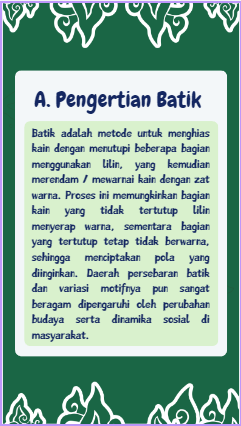 A. Pengertian Batik
Batik adalah metode untuk menghias
kain dengan menutupi beberapa bagian
menggunakan lilin, yang kemudian
merendam / mewarnai kain dengan zat
warna. Proses ini memungkinkan bagian
kain yang tidak tertutup lilin
menyerap warna, sementara bagian
yang tertutup tetap tidak berwarna,
sehingga menciptakan pola yang
diinginkan. Daerah persebaran batik
dan variasi motifnya pun sangat
beragam dipengaruhi oleh perubahan
budaya serta dinamika sosial di
masyarakat.